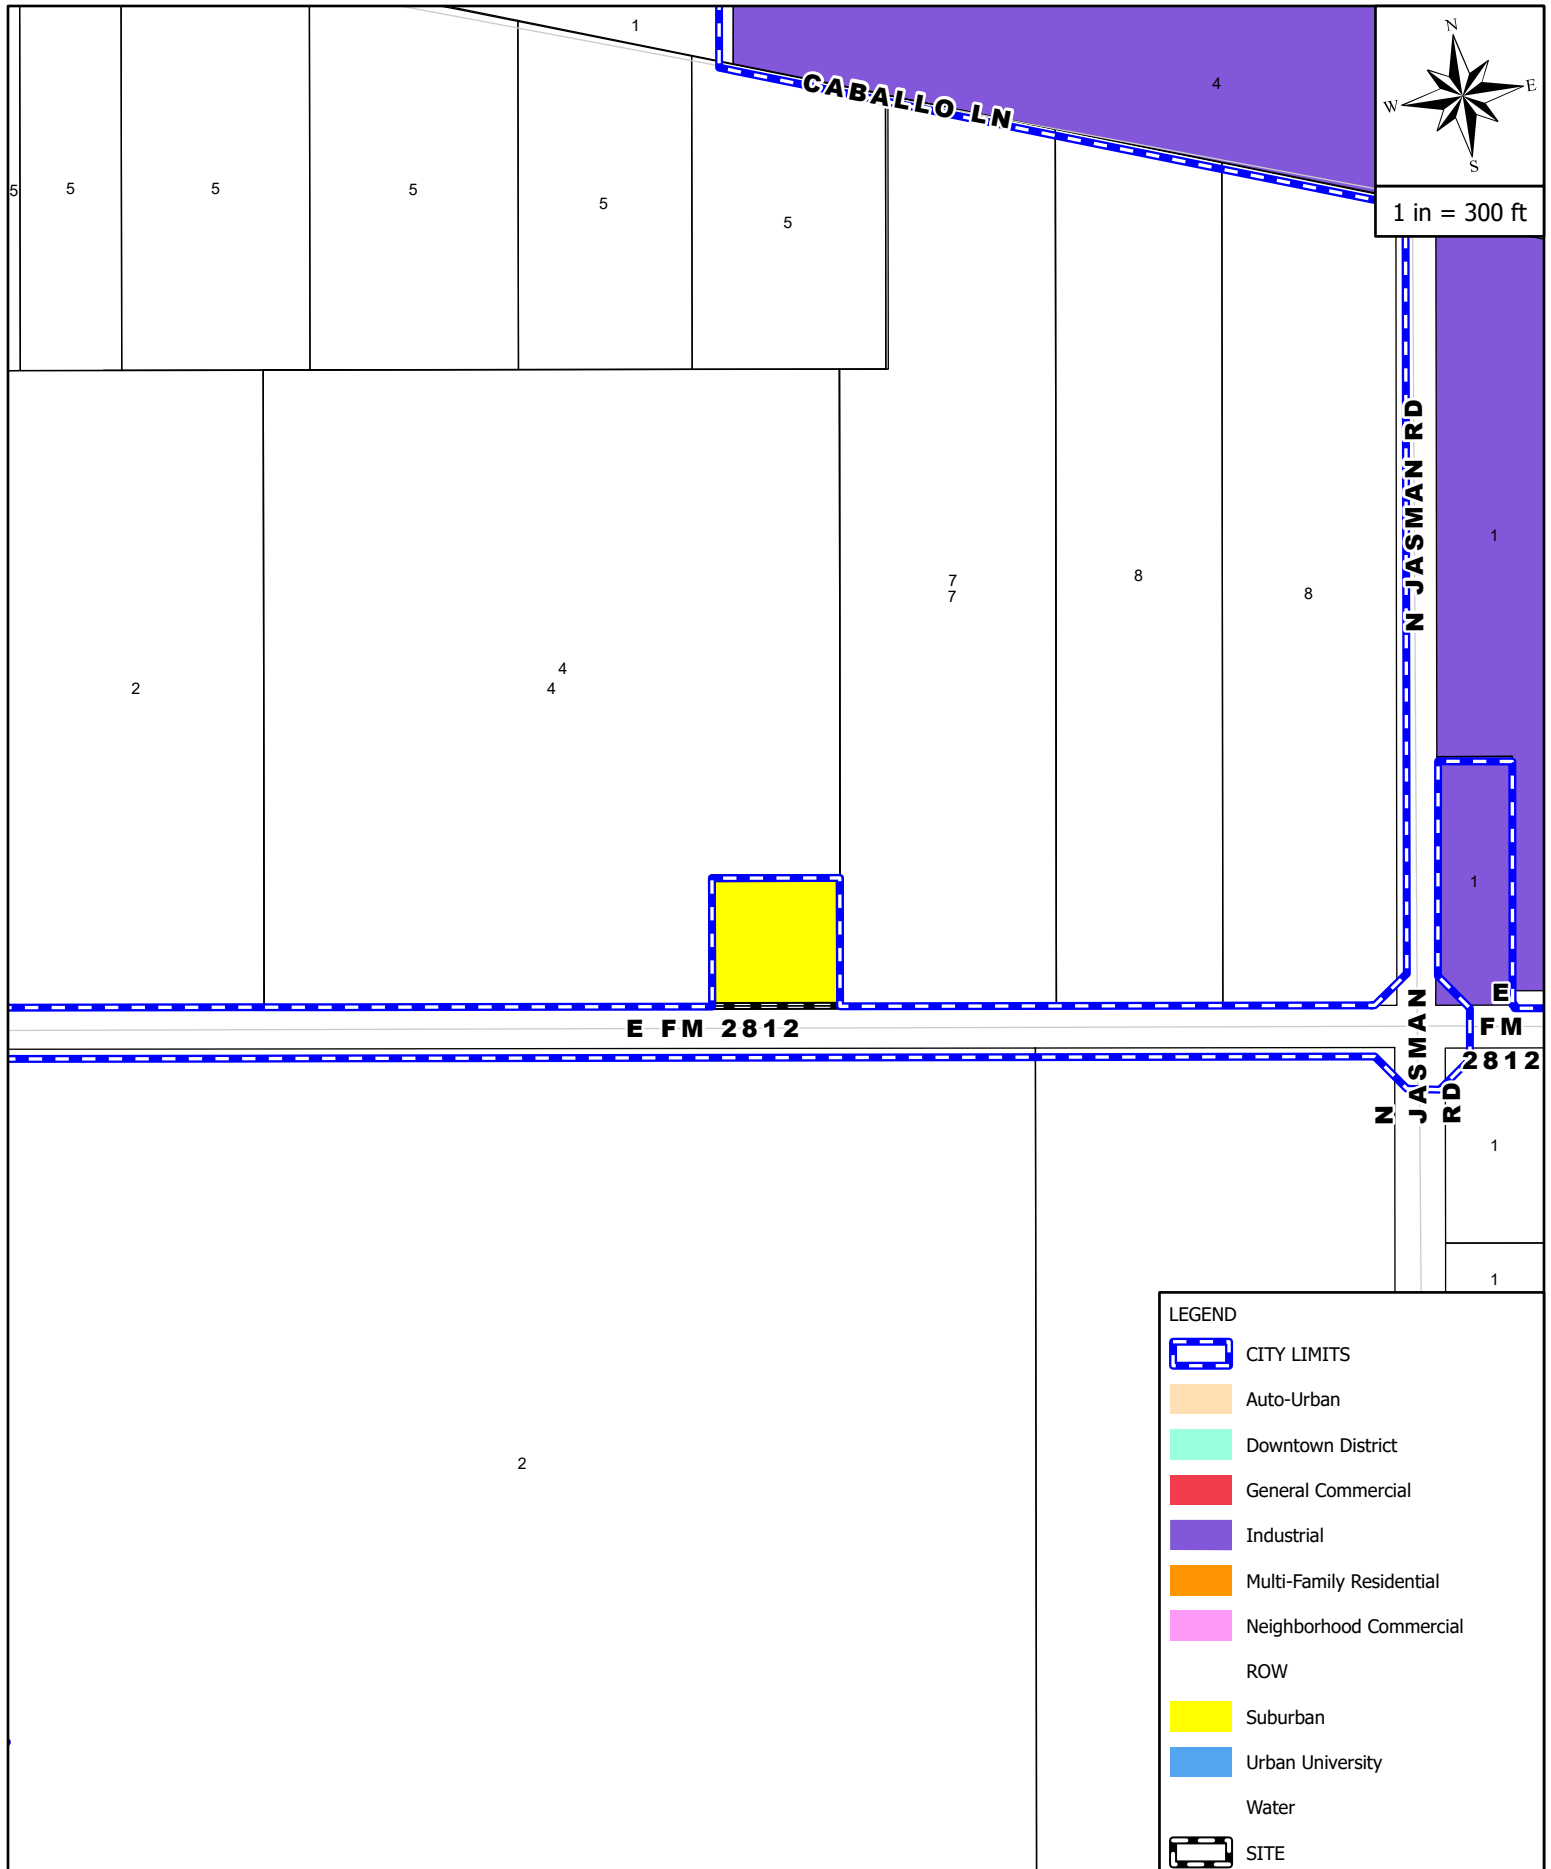 1
CABALLO LN
4
N
E
W
S
1 in = 300 ft
5
5
5
5
5
5
N JASMAN RD
1
7
7
8
8
4
4
2
1
E FM 2812
E
FM
2812
N
JASMAN
RD
1
1
2
LEGEND
CITY LIMITS
Auto-Urban
Downtown District
General Commercial
Industrial
Multi-Family Residential
Neighborhood Commercial
ROW
Suburban
Urban University
Water
SITE